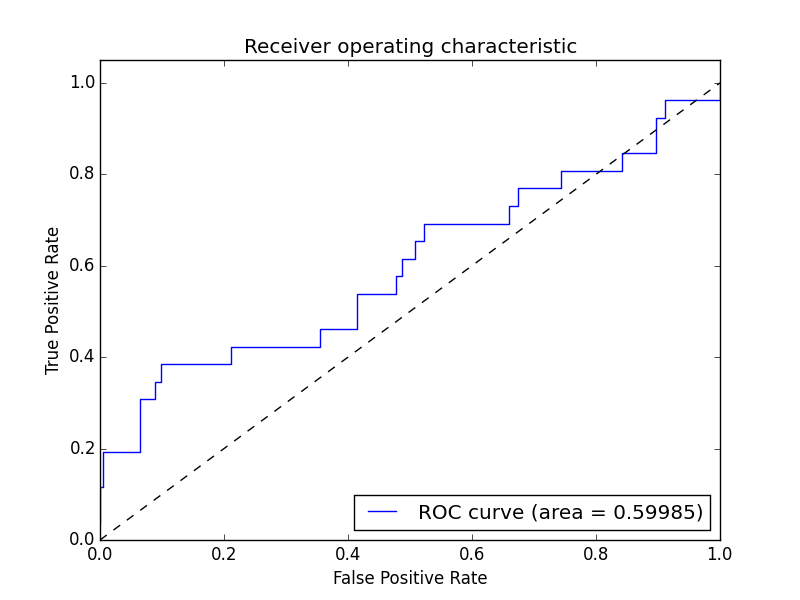 Receiver operating characteristic
1.0
0.8
0.6
0.4
0.2
0.0
True Positive Rate
ROC curve (area = 0.59985)
0.0 0.2 0.4 0.6 0.8 1.0
False Positive Rate